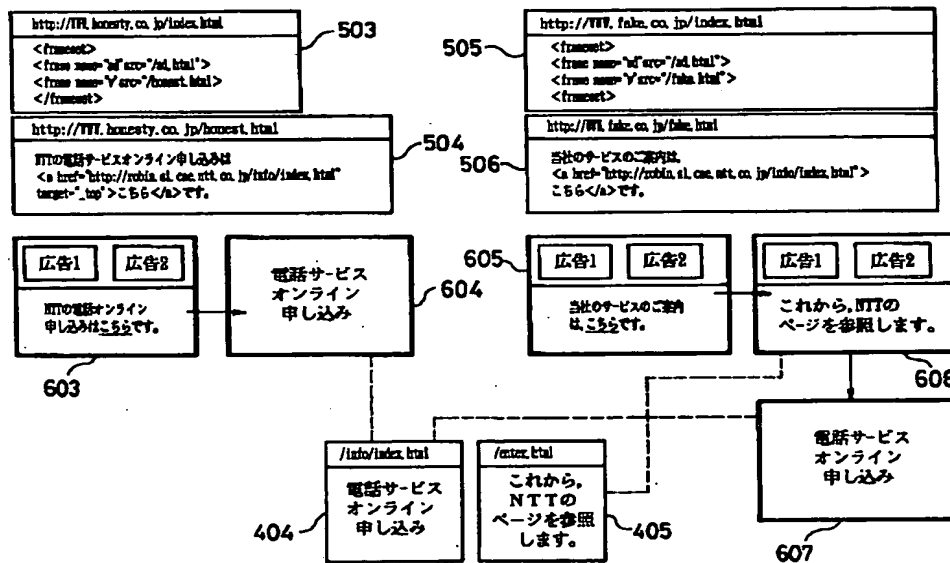 http://WWW.honesty.co.jp/index.html
<frameset>
<frame name="ad" src="/ad.html">
<frame name="V" src="/honest.html>
</frameset>
503
http://WWW.honesty.co.jp/honest.html
NTTの電話サービスオンライン申し込みは
<a href="http://robin.sl.cae.ntt.co.jp/info/index.html"
target="_top">こちら</a>です。
504
http://WWW.fake.co.jp/index.html
<frameset>
<frame name="ad" src="/ad.html">
<frame name="V" src="/fake.html">
<frameset>
505
http://WWW.fake.co.jp/fake.html
当社のサービスのご案内は、
<a href="http://robin.sl.cae.ntt.co.jp/info/index.html">
こちら</a>です。
506
広告1 広告2
NTTの電話オンライン
申し込みはこちらです。
603
電話サービス
オンライン
申し込み
604
605
広告1 広告2
当社のサービスのご案内
は、こちらです。
広告1 広告2
これから,NTTの
ページを参照します。
608
/info/index.html
電話サービス
オンライン
申し込み
404
/enter.html
これから,
NTTの
ページを参照
します。
405
電話サービス
オンライン
申し込み
607